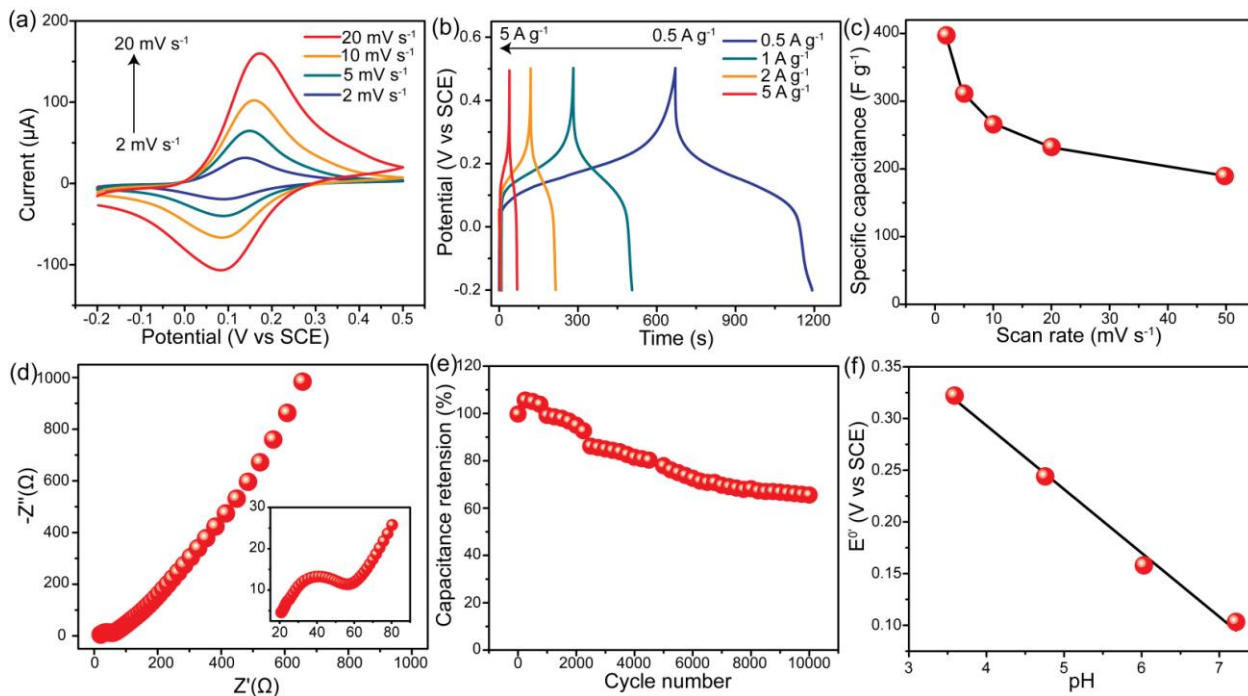 (a)
200
100
0
-100
Current (µA)
20 mV s⁻¹
2 mV s⁻¹
20 mV s⁻¹
10 mV s⁻¹
5 mV s⁻¹
2 mV s⁻¹
-0.2 -0.1 0.0 0.1 0.2 0.3 0.4 0.5
Potential (V vs SCE)
(b)
0.6
0.4
0.2
0.0
-0.2
Potential (V vs SCE)
5 A g⁻¹ 0.5 A g⁻¹
0.5 A g⁻¹
1 A g⁻¹
2 A g⁻¹
5 A g⁻¹
0 300 600 900 1200
Time (s)
(c)
400
300
200
100
0
Specific capacitance (F g⁻¹)
0 10 20 30 40 50
Scan rate (mV s⁻¹)
(d)
1000
800
600
400
200
0
-Z''(Ω)
30
20
10
20 40 60 80
0 200 400 600 800 1000
Z'(Ω)
(e)
120
100
80
60
40
20
0
Capacitance retension (%)
0 2000 4000 6000 8000 10000
Cycle number
(f)
0.35
0.30
0.25
0.20
0.15
0.10
E⁰' (V vs SCE)
3 4 5 6 7
pH